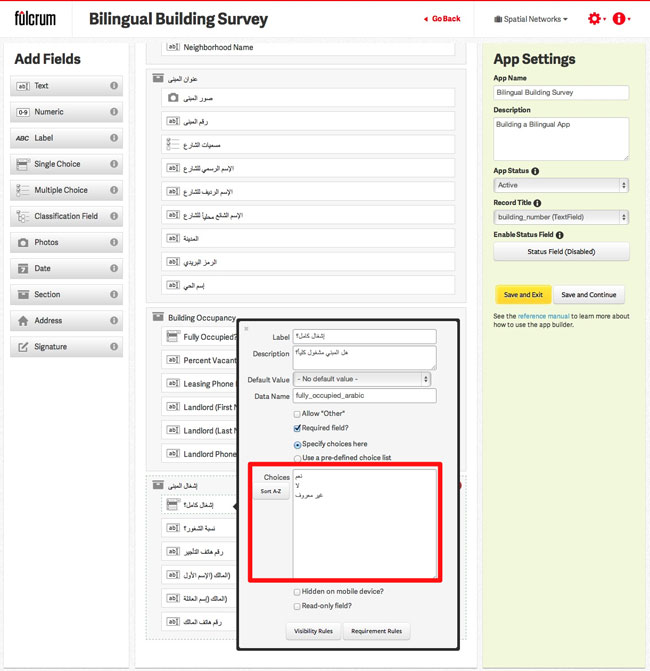 fülcrum
Bilingual Building Survey
Go Back
Spatial Networks
Add Fields
Text
Numeric
Label
Single Choice
Multiple Choice
Classification Field
Photos
Date
Section
Address
Signature
Neighborhood Name
عنوان المبنى
صور المبنى
رقم المبنى
مسميات الشارع
الإسم الرسمي للشارع
الإسم الرديف للشارع
الإسم الشائع محلياً للشارع
المدينة
الرمز البريدي
إسم الحي
Building Occupancy
Fully Occupied?
Percent Vacant
Leasing Phone
Landlord (First N
Landlord (Last N
Landlord Phone
إشغال المبنى
إشغال كامل؟
نسبة الشغور؟
رقم هاتف التأجير
المالك (الإسم الأول)
المالك (إسم العائلة)
رقم هاتف المالك
Label
إشغال كامل؟
Description
هل المبني مشغول كلياً؟
Default Value
- No default value -
Data Name
fully_occupied_arabic
Allow "Other"
Required field?
Specify choices here
Use a pre-defined choice list
Choices
Sort A-Z
نعم
لا
غير معروف
Hidden on mobile device?
Read-only field?
Visibility Rules
Requirement Rules
App Settings
App Name
Bilingual Building Survey
Description
Building a Bilingual App
App Status
Active
Record Title
building_number (TextField)
Enable Status Field
Status Field (Disabled)
Save and Exit
Save and Continue
See the reference manual to learn more about
how to use the app builder.